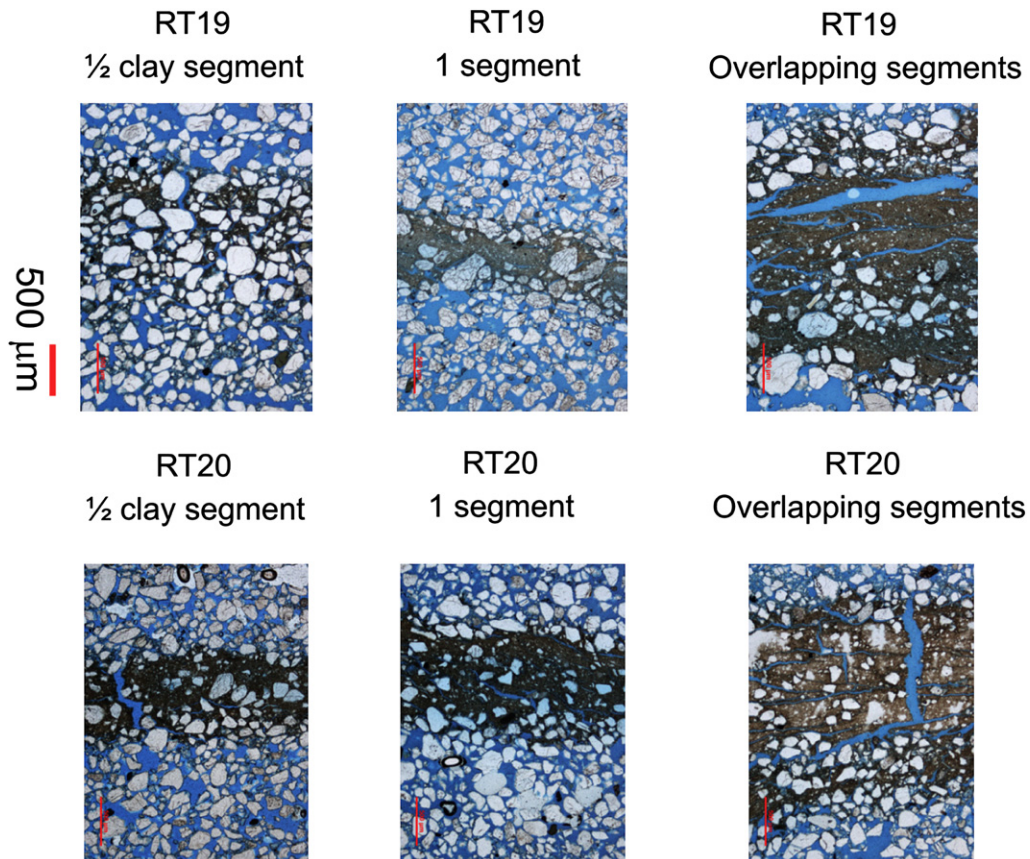 RT19
½ clay segment
RT19
1 segment
RT19
Overlapping segments
500 µm
RT20
½ clay segment
RT20
1 segment
RT20
Overlapping segments